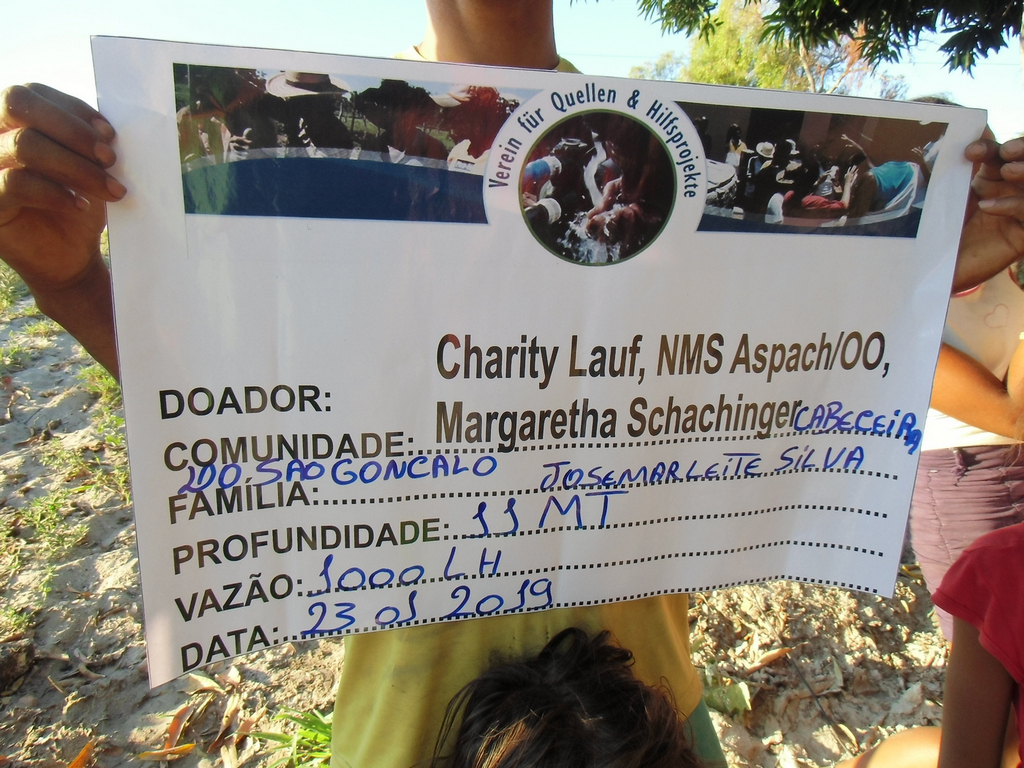 Verein für Quellen & Hilfsprojekte
Charity Lauf, NMS Aspach/OO,
DOADOR:
Margaretha Schachinger
COMUNIDADE: CABECEIRA
DO SAO GONCALO
FAMÍLIA: JOSEMAR LEITE SILVA
PROFUNDIDADE: 11 MT
VAZÃO: 1000 LH
DATA: 23 01 2019